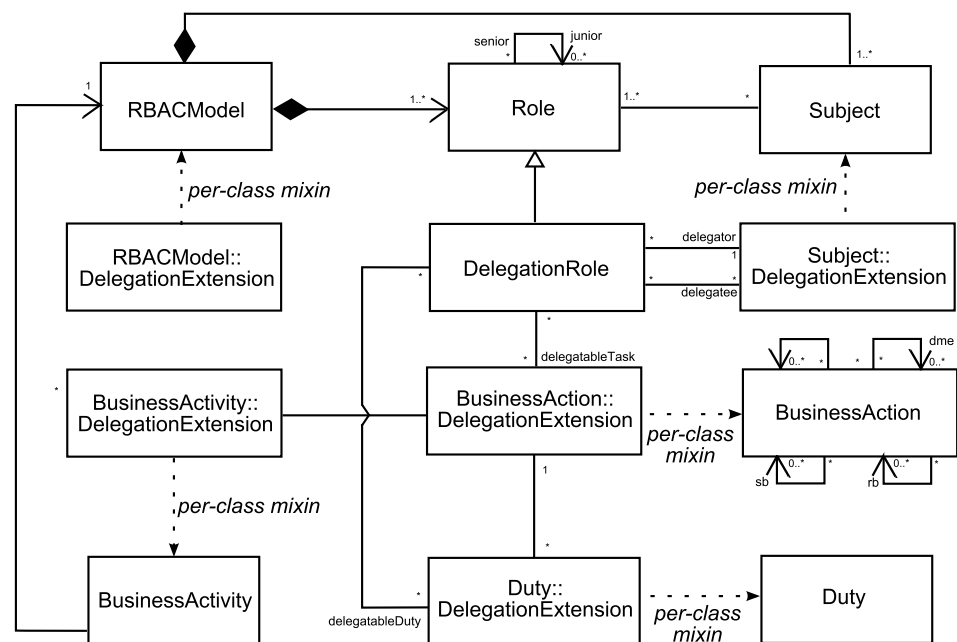 senior
junior
*
0..*
1
1..*
RBACModel
1..*
Role
1..*
*
Subject
per-class mixin
per-class mixin
RBACModel::
DelegationExtension
DelegationRole
*
delegator
1
*
*
delegatee
Subject::
DelegationExtension
*
*
*
delegatableTask
dme
0..*
*
*
*
0..*
*
BusinessActivity::
DelegationExtension
BusinessAction::
DelegationExtension
BusinessAction
per-class
mixin
0..*
*
0..*
*
sb
rb
1
per-class mixin
*
BusinessActivity
*
delegatableDuty
Duty::
DelegationExtension
Duty
per-class
mixin